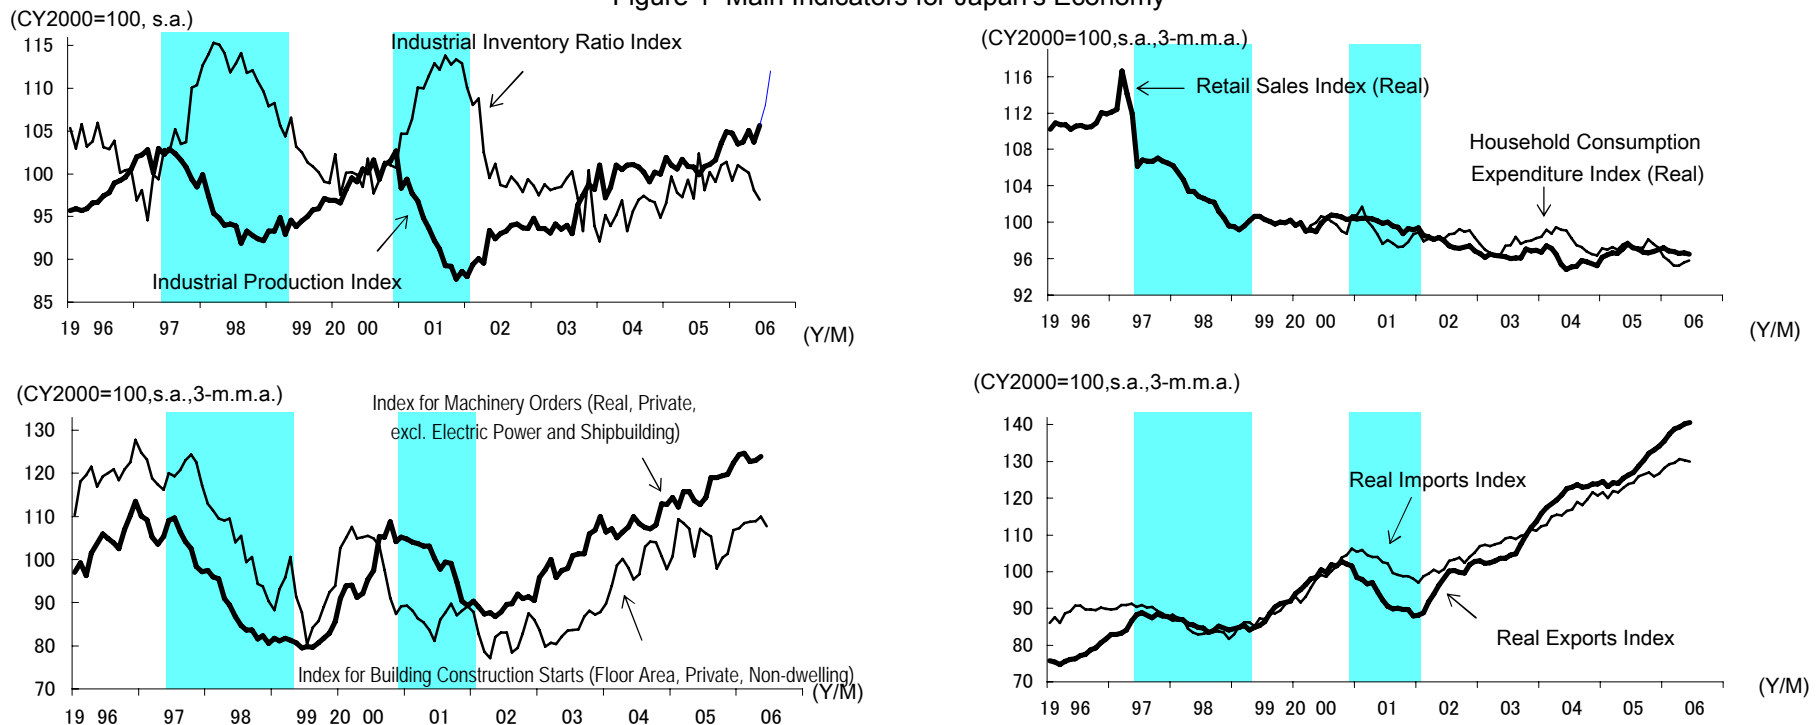 Figure 1 Main Indicators for Japan's Economy
(CY2000=100, s.a.)
Industrial Inventory Ratio Index
Industrial Production Index
115
110
105
100
95
90
85
19 96 97 98 99 20 00 01 02 03 04 05 06
(Y/M)
(CY2000=100,s.a.,3-m.m.a.)
Retail Sales Index (Real)
Household Consumption
Expenditure Index (Real)
116
112
108
104
100
96
92
19 96 97 98 99 20 00 01 02 03 04 05 06
(Y/M)
(CY2000=100,s.a.,3-m.m.a.)
Index for Machinery Orders (Real, Private,
excl. Electric Power and Shipbuilding)
Index for Building Construction Starts (Floor Area, Private, Non-dwelling)
130
120
110
100
90
80
70
19 96 97 98 99 20 00 01 02 03 04 05 06
(Y/M)
(CY2000=100,s.a.,3-m.m.a.)
Real Imports Index
Real Exports Index
140
130
120
110
100
90
80
70
19 96 97 98 99 20 00 01 02 03 04 05 06
(Y/M)